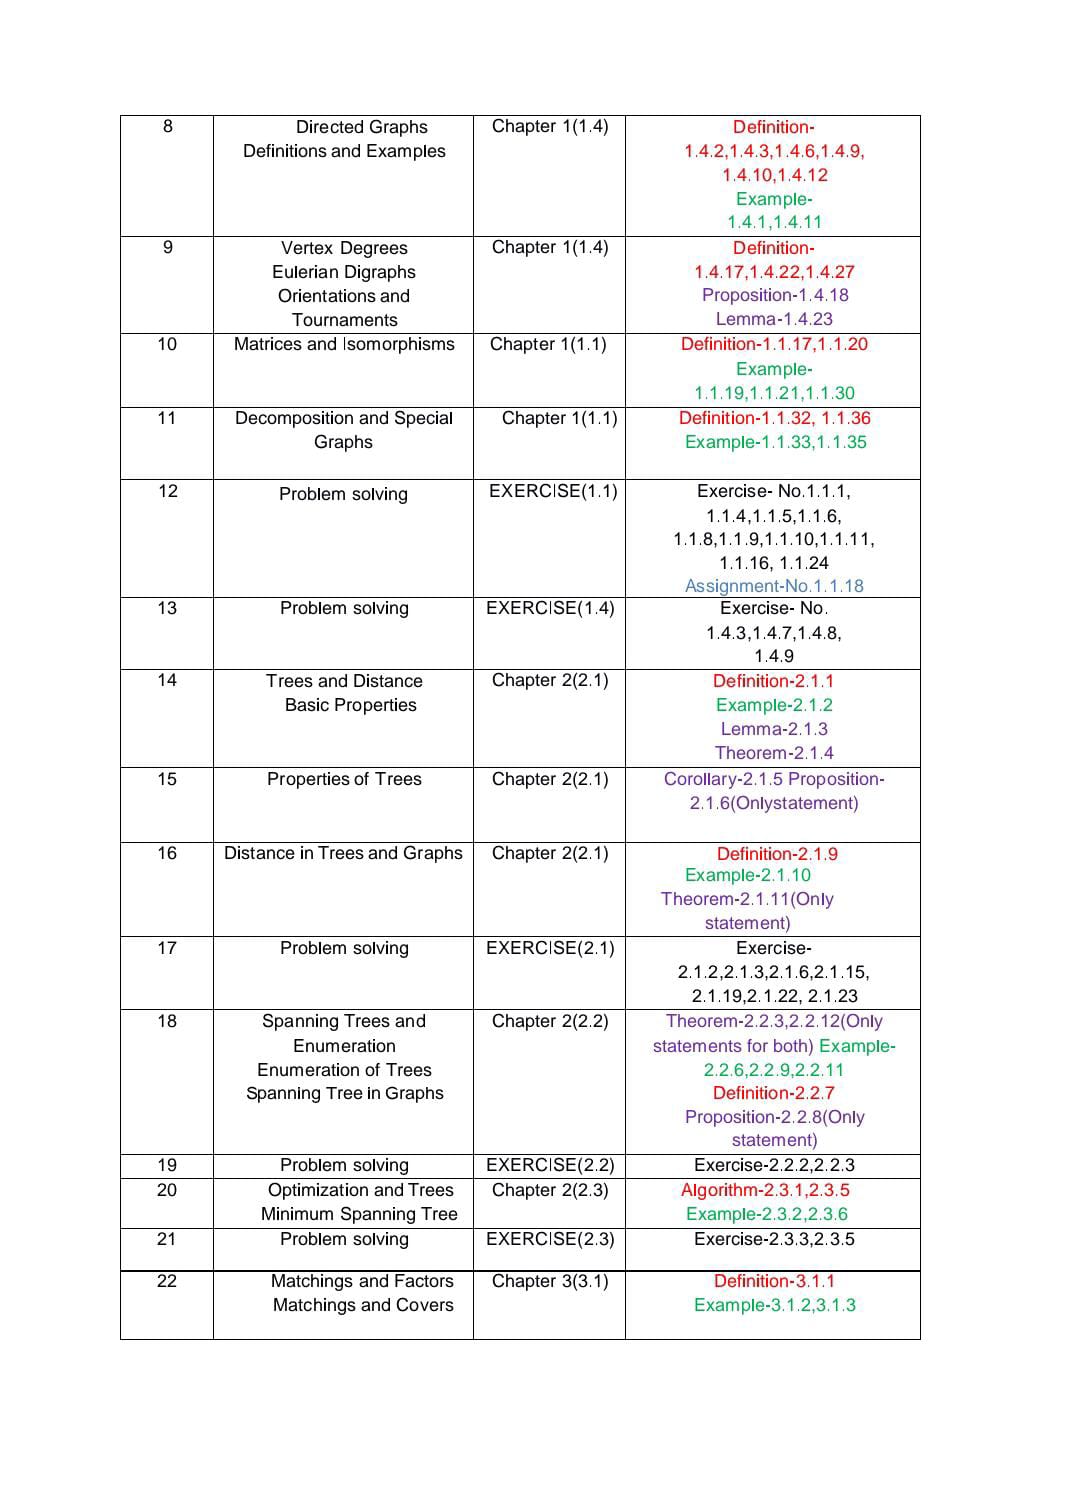 8
Directed Graphs
Definitions and Examples
Chapter 1(1.4)
Definition-
1.4.2,1.4.3,1.4.6,1.4.9,
1.4.10,1.4.12
Example-
1.4.1,1.4.11
9
Vertex Degrees
Eulerian Digraphs
Orientations and
Tournaments
Chapter 1(1.4)
Definition-
1.4.17,1.4.22,1.4.27
Proposition-1.4.18
Lemma-1.4.23
10
Matrices and Isomorphisms
Chapter 1(1.1)
Definition-1.1.17,1.1.20
Example-
1.1.19,1.1.21,1.1.30
11
Decomposition and Special
Graphs
Chapter 1(1.1)
Definition-1.1.32, 1.1.36
Example-1.1.33,1.1.35
12
Problem solving
EXERCISE(1.1)
Exercise- No.1.1.1,
1.1.4,1.1.5,1.1.6,
1.1.8,1.1.9,1.1.10,1.1.11,
1.1.16, 1.1.24
Assignment-No.1.1.18
13
Problem solving
EXERCISE(1.4)
Exercise- No.
1.4.3,1.4.7,1.4.8,
1.4.9
14
Trees and Distance
Basic Properties
Chapter 2(2.1)
Definition-2.1.1
Example-2.1.2
Lemma-2.1.3
Theorem-2.1.4
15
Properties of Trees
Chapter 2(2.1)
Corollary-2.1.5 Proposition-
2.1.6(Onlystatement)
16
Distance in Trees and Graphs
Chapter 2(2.1)
Definition-2.1.9
Example-2.1.10
Theorem-2.1.11(Only
statement)
17
Problem solving
EXERCISE(2.1)
Exercise-
2.1.2,2.1.3,2.1.6,2.1.15,
2.1.19,2.1.22, 2.1.23
18
Spanning Trees and
Enumeration
Enumeration of Trees
Spanning Tree in Graphs
Chapter 2(2.2)
Theorem-2.2.3,2.2.12(Only
statements for both) Example-
2.2.6,2.2.9,2.2.11
Definition-2.2.7
Proposition-2.2.8(Only
statement)
19
Problem solving
EXERCISE(2.2)
Exercise-2.2.2,2.2.3
20
Optimization and Trees
Minimum Spanning Tree
Chapter 2(2.3)
Algorithm-2.3.1,2.3.5
Example-2.3.2,2.3.6
21
Problem solving
EXERCISE(2.3)
Exercise-2.3.3,2.3.5
22
Matchings and Factors
Matchings and Covers
Chapter 3(3.1)
Definition-3.1.1
Example-3.1.2,3.1.3